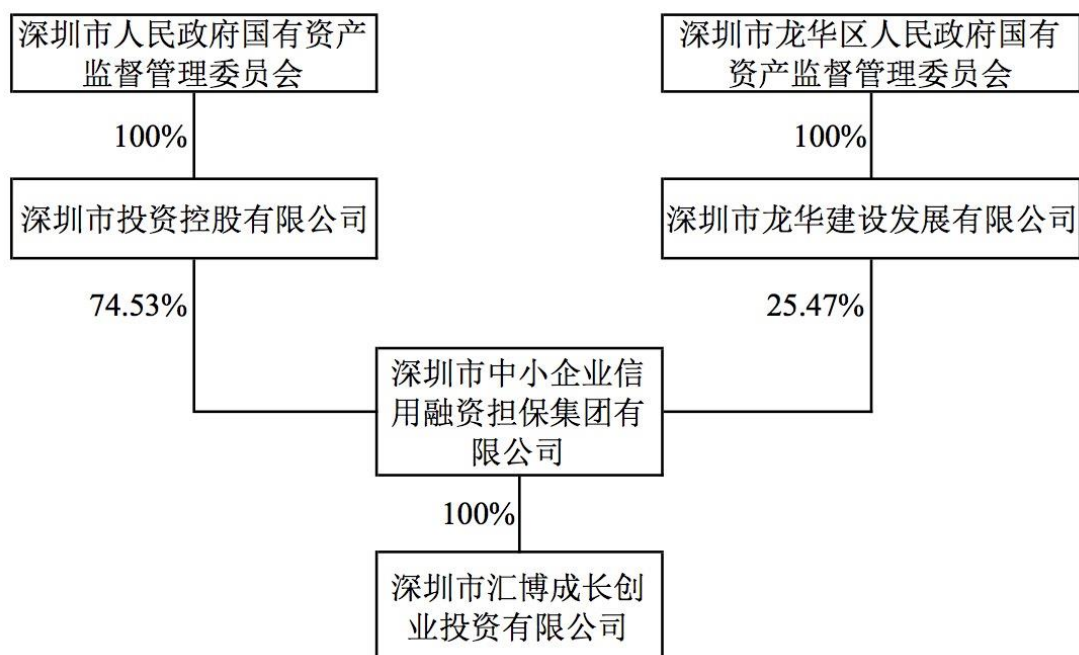 深圳市人民政府国有资产
监督管理委员会
深圳市龙华区人民政府国有
资产监督管理委员会
100%
100%
深圳市投资控股有限公司
深圳市龙华建设发展有限公司
74.53%
25.47%
深圳市中小企业信
用融资担保集团有
限公司
100%
深圳市汇博成长创
业投资有限公司